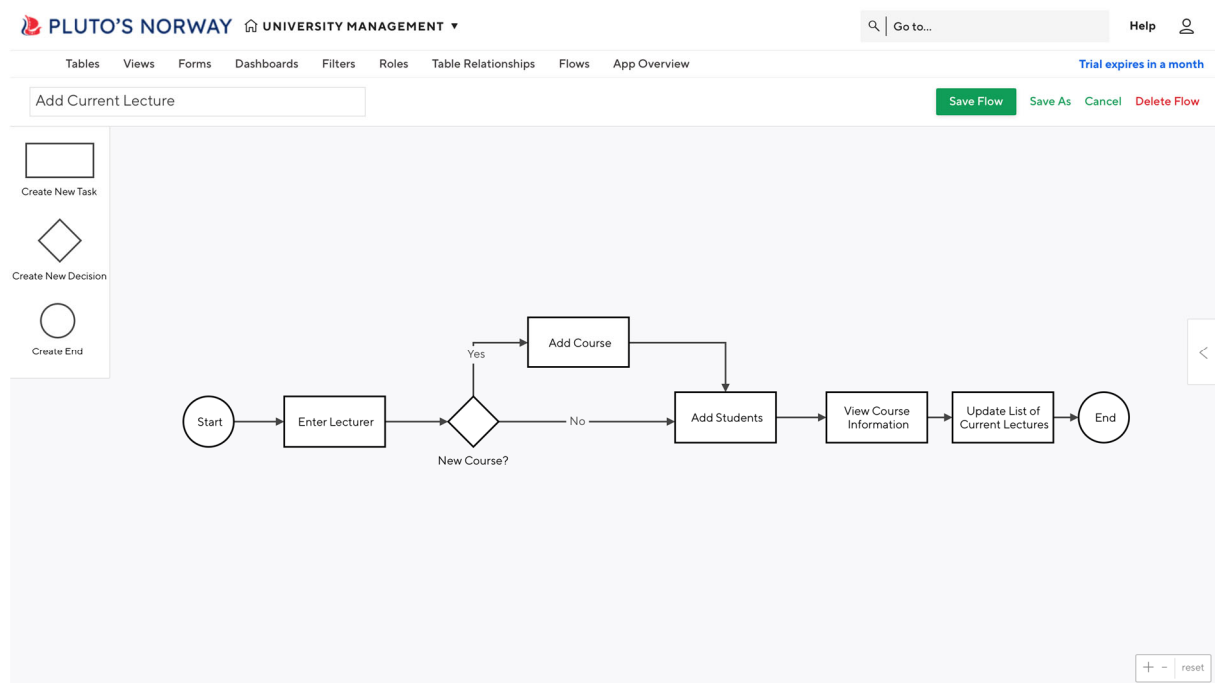 PLUTO'S NORWAY UNIVERSITY MANAGEMENT ▼ Go to... Help
Tables Views Forms Dashboards Filters Roles Table Relationships Flows App Overview Trial expires in a month
Add Current Lecture Save Flow Save As Cancel Delete Flow
Create New Task
Create New Decision
Create End
Yes
Add Course
Start
Enter Lecturer
New Course?
No
Add Students
View Course
Information
Update List of
Current Lectures
End
+ - reset